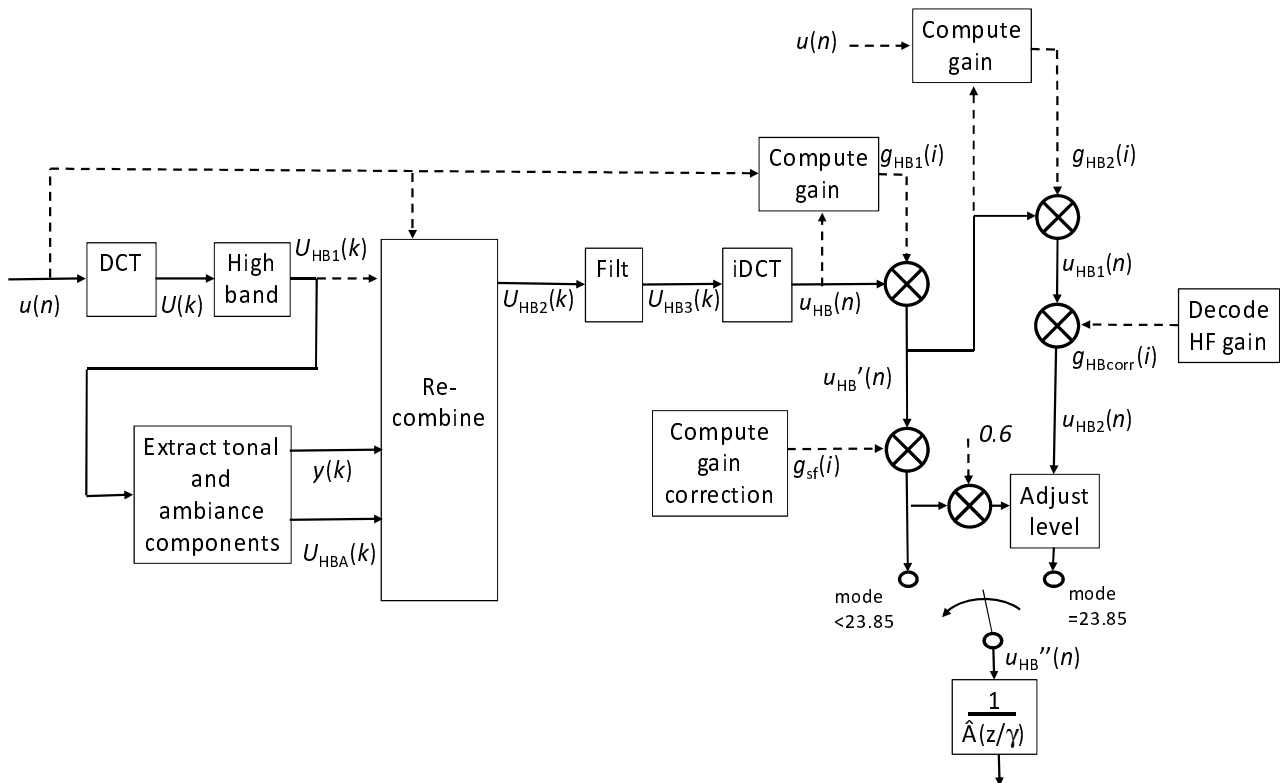 u(n)
Compute
gain
g_HB2(i)
Compute
gain
g_HB1(i)
DCT
High
band
U_HB1(k)
u(n)
U(k)
Re-
combine
U_HB2(k)
Filt
U_HB3(k)
iDCT
u_HB(n)
u_HB1(n)
Decode
HF gain
g_HBcorr(i)
u_HB'(n)
u_HB2(n)
Extract tonal
and
ambiance
components
y(k)
U_HBA(k)
Compute
gain
correction
g_sf(i)
0.6
Adjust
level
mode
<23.85
mode
=23.85
u_HB''(n)
1
Â(z/γ)